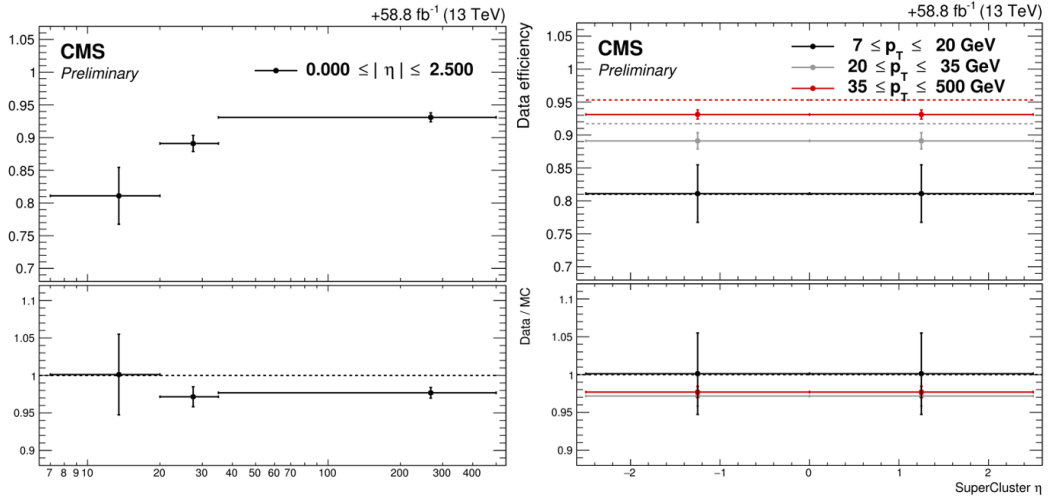 +58.8 fb⁻¹ (13 TeV)
CMS
Preliminary
0.000 ≤| η | ≤ 2.500
1.05
1
0.95
0.9
0.85
0.8
0.75
0.7
1.1
1.05
1
0.95
0.9
7 8 9 10 20 30 40 50 60 70 100 200 300 400
+58.8 fb⁻¹ (13 TeV)
Data efficiency
CMS
Preliminary
7 ≤ p_T ≤ 20 GeV
20 ≤ p_T ≤ 35 GeV
35 ≤ p_T ≤ 500 GeV
1.05
1
0.95
0.9
0.85
0.8
0.75
0.7
Data / MC
1.1
1.05
1
0.95
0.9
−2 −1 0 1 2
SuperCluster η